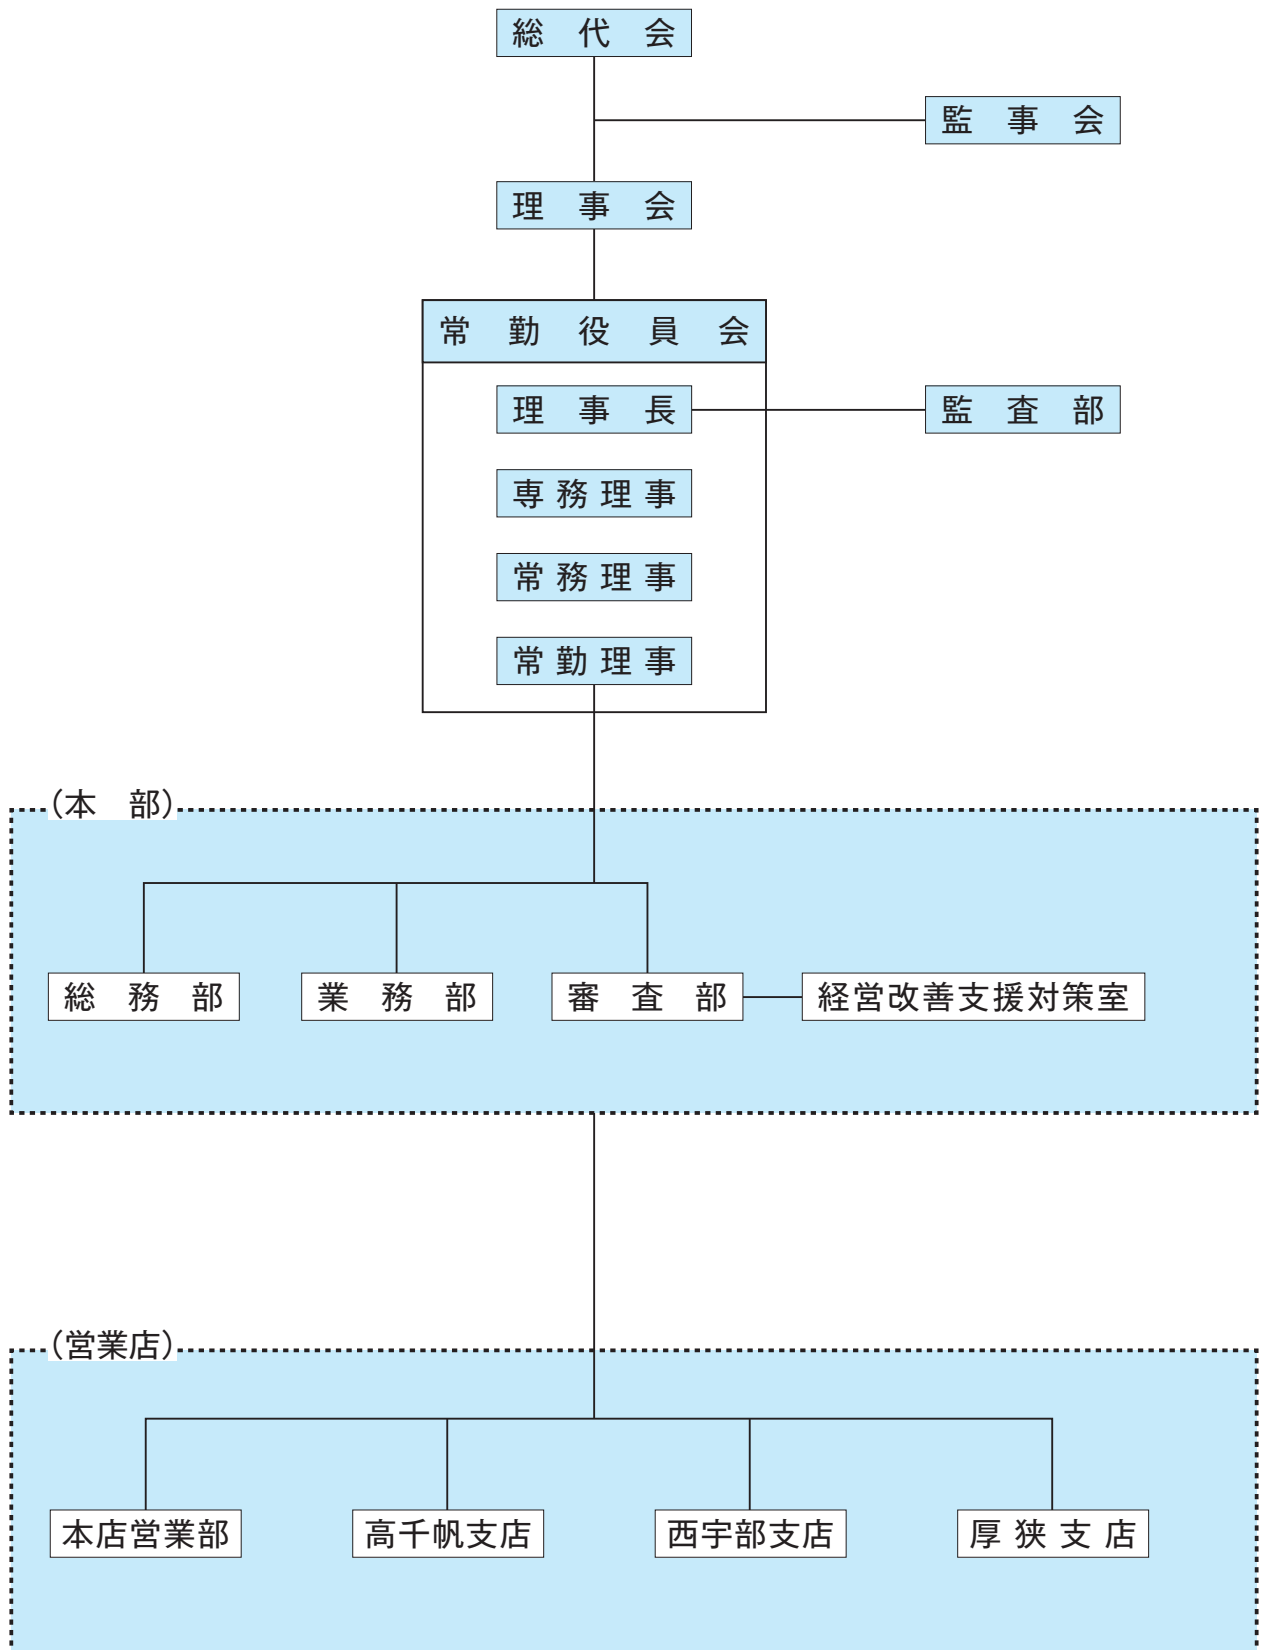 総代会
監事会
理事会
常勤役員会
理事長
監査部
専務理事
常務理事
常勤理事
（本　部）
総務部
業務部
審査部
経営改善支援対策室
（営業店）
本店営業部
高千帆支店
西宇部支店
厚狭支店